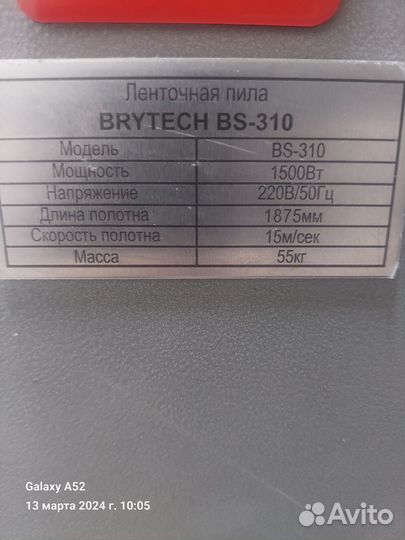 Ленточная пила
BRYTECH BS-310
Модель BS-310
Мощность 1500Вт
Напряжение 220В/50Гц
Длина полотна 1875мм
Скорость полотна 15м/сек
Масса 55кг
Galaxy A52
13 марта 2024 г. 10:05
Avito